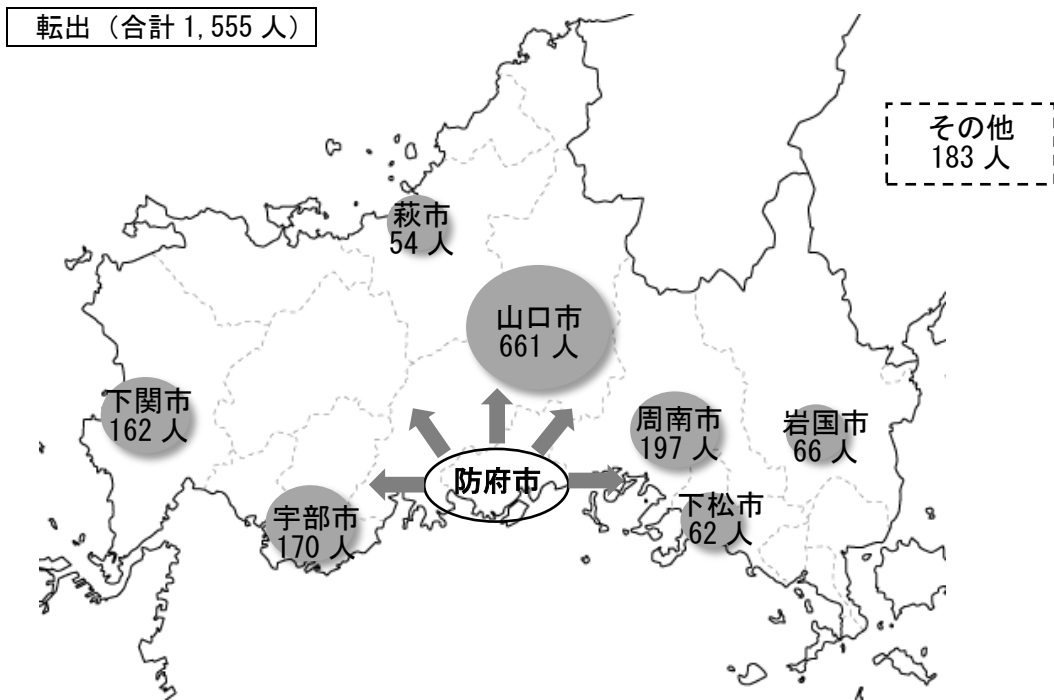 転出（合計 1,555 人）
その他
183 人
萩市
54 人
山口市
661 人
下関市
162 人
周南市
197 人
岩国市
66 人
防府市
下松市
62 人
宇部市
170 人